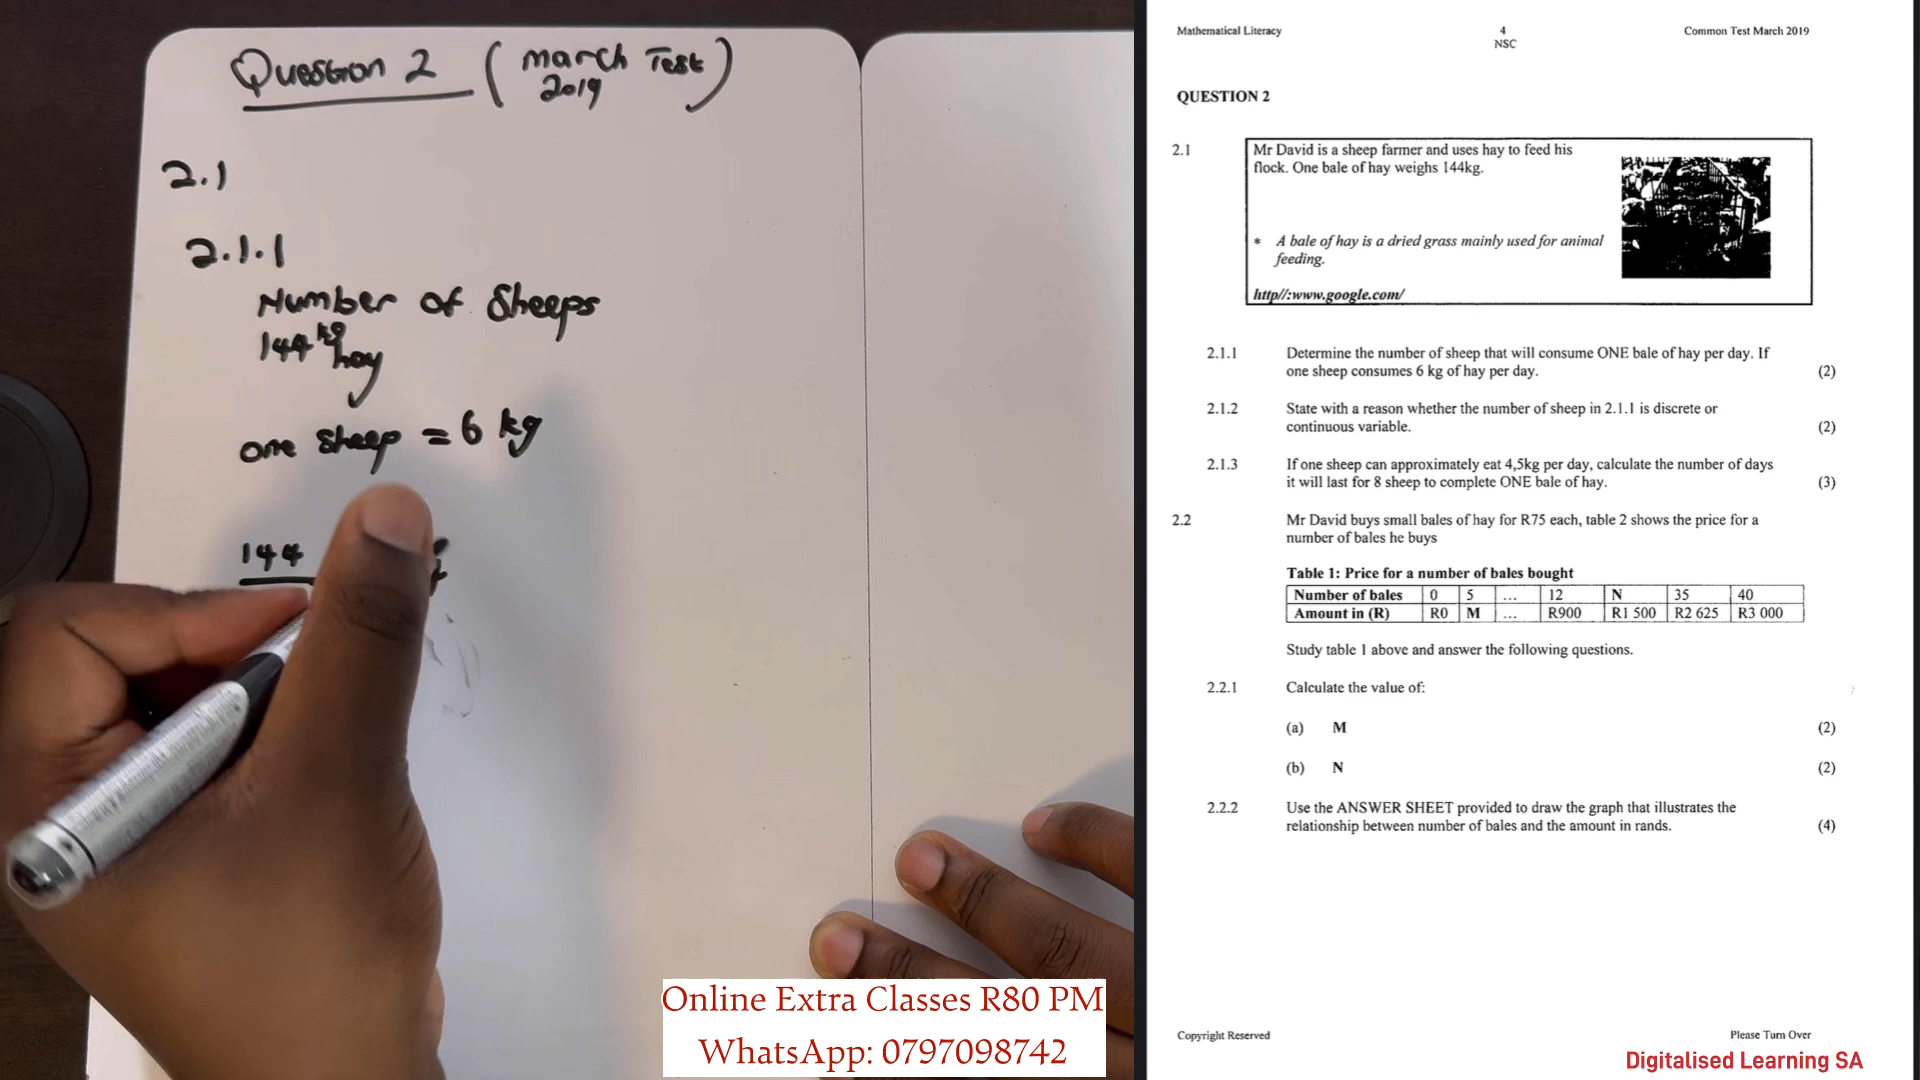 Question 2 (March Test
2019)
2.1
2.1.1
Number of Sheeps
144 kg
hay
one sheep = 6 kg
144
Online Extra Classes R80 PM
WhatsApp: 0797098742
Mathematical Literacy
4
NSC
Common Test March 2019
QUESTION 2
2.1
Mr David is a sheep farmer and uses hay to feed his
flock. One bale of hay weighs 144kg.
* A bale of hay is a dried grass mainly used for animal
feeding.
http//:www.google.com/
2.1.1 Determine the number of sheep that will consume ONE bale of hay per day. If
one sheep consumes 6 kg of hay per day. (2)
2.1.2 State with a reason whether the number of sheep in 2.1.1 is discrete or
continuous variable. (2)
2.1.3 If one sheep can approximately eat 4,5kg per day, calculate the number of days
it will last for 8 sheep to complete ONE bale of hay. (3)
2.2 Mr David buys small bales of hay for R75 each, table 2 shows the price for a
number of bales he buys
Table 1: Price for a number of bales bought
Number of bales 0 5 ... 12 N 35 40
Amount in (R) R0 M ... R900 R1 500 R2 625 R3 000
Study table 1 above and answer the following questions.
2.2.1 Calculate the value of:
(a) M (2)
(b) N (2)
2.2.2 Use the ANSWER SHEET provided to draw the graph that illustrates the
relationship between number of bales and the amount in rands. (4)
Copyright Reserved
Please Turn Over
Digitalised Learning SA